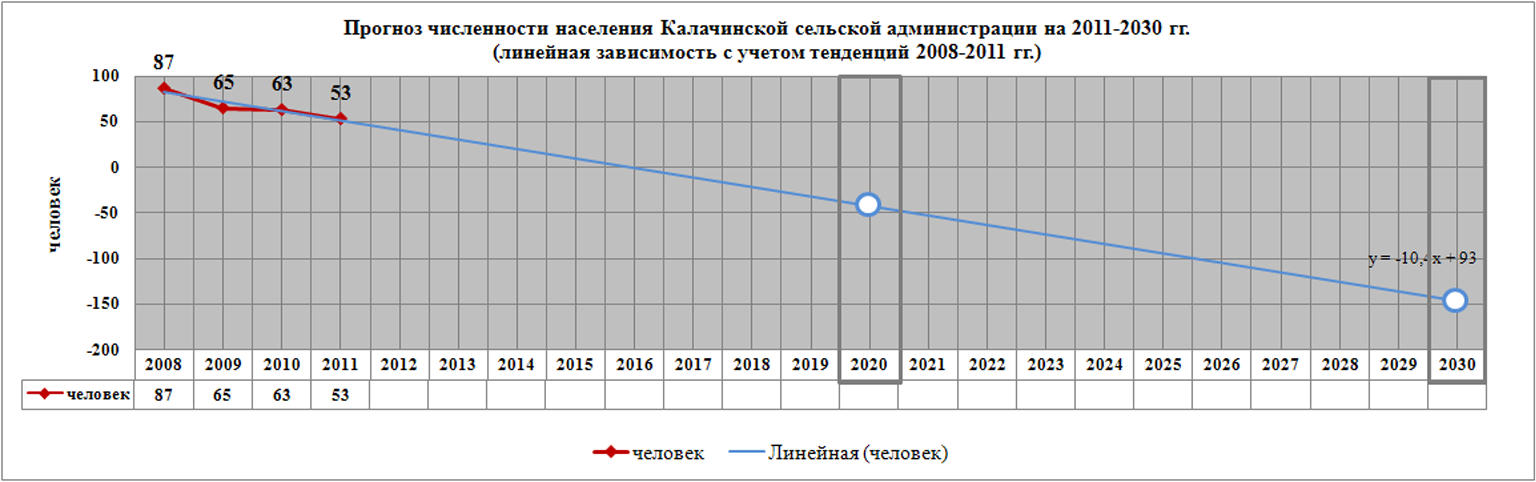 Прогноз численности населения Калачинской сельской администрации на 2011-2030 гг.
(линейная зависимость с учетом тенденций 2008-2011 гг.)
87
65
63
53
100
50
0
-50
-100
-150
-200
человек
y = -10,4x + 93
2008 2009 2010 2011 2012 2013 2014 2015 2016 2017 2018 2019 2020 2021 2022 2023 2024 2025 2026 2027 2028 2029 2030
человек 87 65 63 53
человек Линейная (человек)